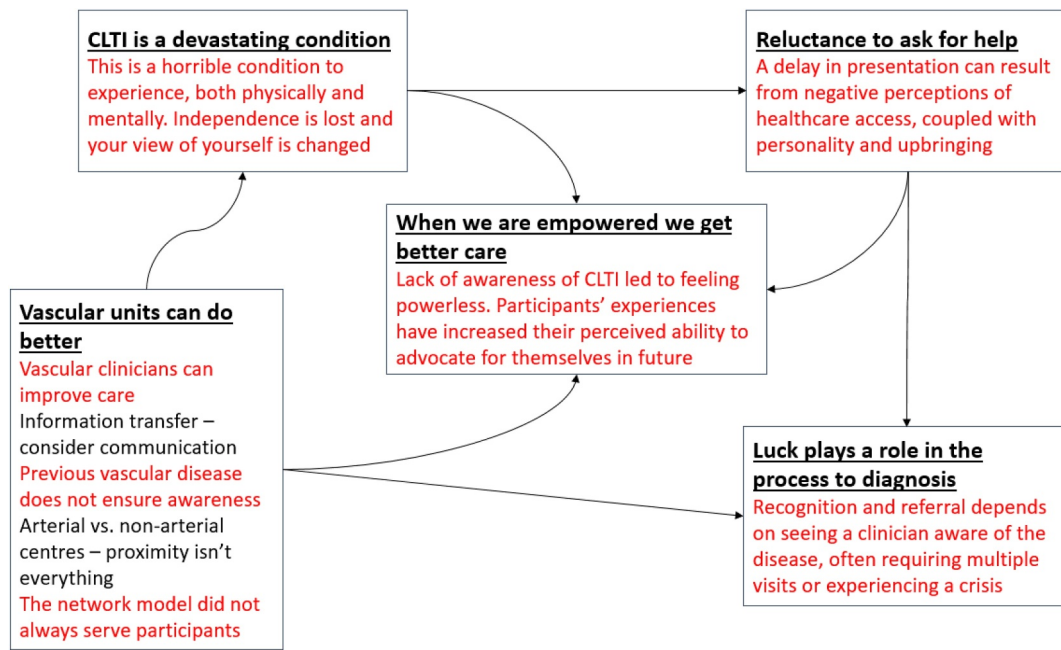 CLTI is a devastating condition
This is a horrible condition to
experience, both physically and
mentally. Independence is lost and
your view of yourself is changed
Reluctance to ask for help
A delay in presentation can result
from negative perceptions of
healthcare access, coupled with
personality and upbringing
When we are empowered we get
better care
Lack of awareness of CLTI led to feeling
powerless. Participants’ experiences
have increased their perceived ability to
advocate for themselves in future
Vascular units can do
better
Vascular clinicians can
improve care
Information transfer –
consider communication
Previous vascular disease
does not ensure awareness
Arterial vs. non-arterial
centres – proximity isn’t
everything
The network model did not
always serve participants
Luck plays a role in the
process to diagnosis
Recognition and referral depends
on seeing a clinician aware of the
disease, often requiring multiple
visits or experiencing a crisis